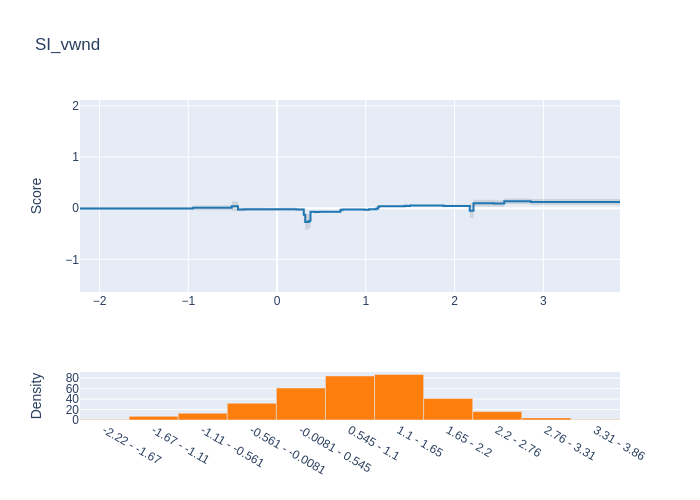 SI_vwnd
Score
2
1
0
−1
−2
−1
0
1
2
3
Density
80
60
40
20
0
-2.22 - -1.67
-1.67 - -1.11
-1.11 - -0.561
-0.561 - -0.0081
-0.0081 - 0.545
0.545 - 1.1
1.1 - 1.65
1.65 - 2.2
2.2 - 2.76
2.76 - 3.31
3.31 - 3.86